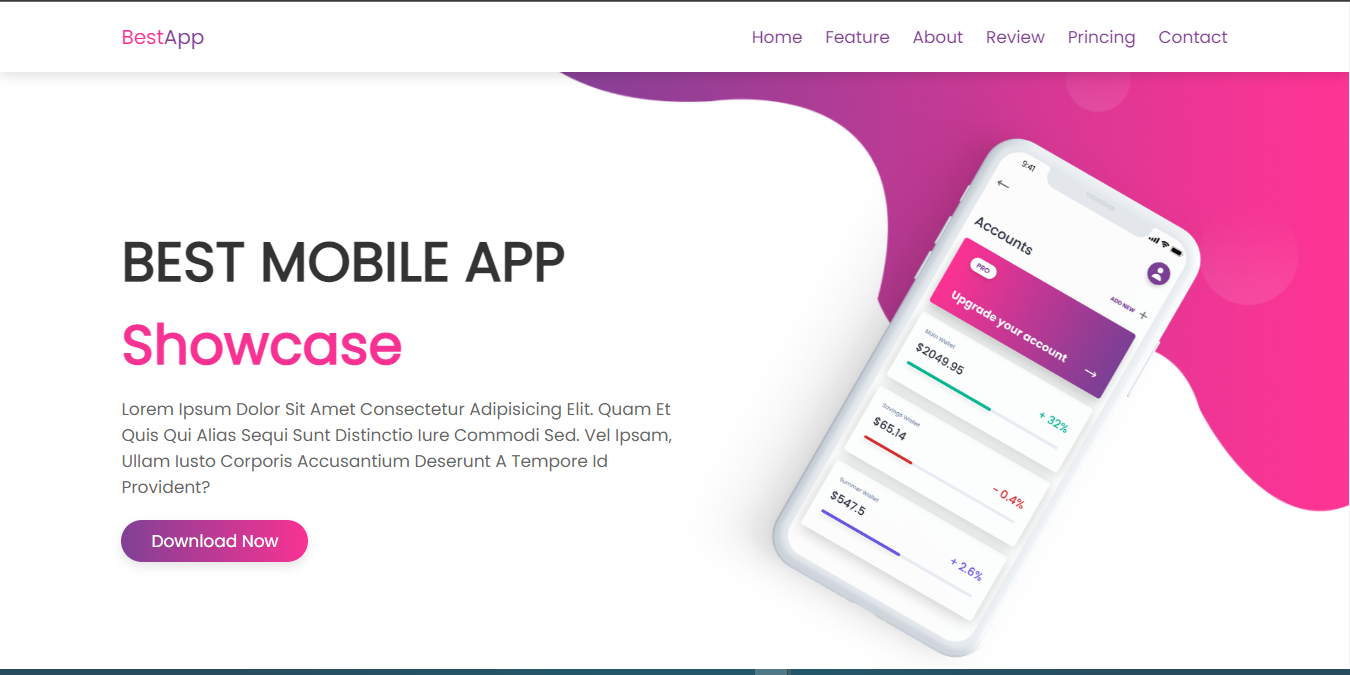 BestApp
Home Feature About Review Princing Contact
BEST MOBILE APP
Showcase
Lorem Ipsum Dolor Sit Amet Consectetur Adipisicing Elit. Quam Et
Quis Qui Alias Sequi Sunt Distinctio Iure Commodi Sed. Vel Ipsam,
Ullam Iusto Corporis Accusantium Deserunt A Tempore Id
Provident?
Download Now
9:41
Accounts
ADD NEW +
PRO
Upgrade your account
Main Wallet
$2049.95
+ 32%
Savings Wallet
$65.14
- 0.4%
Summer Wallet
$547.5
+ 2.6%